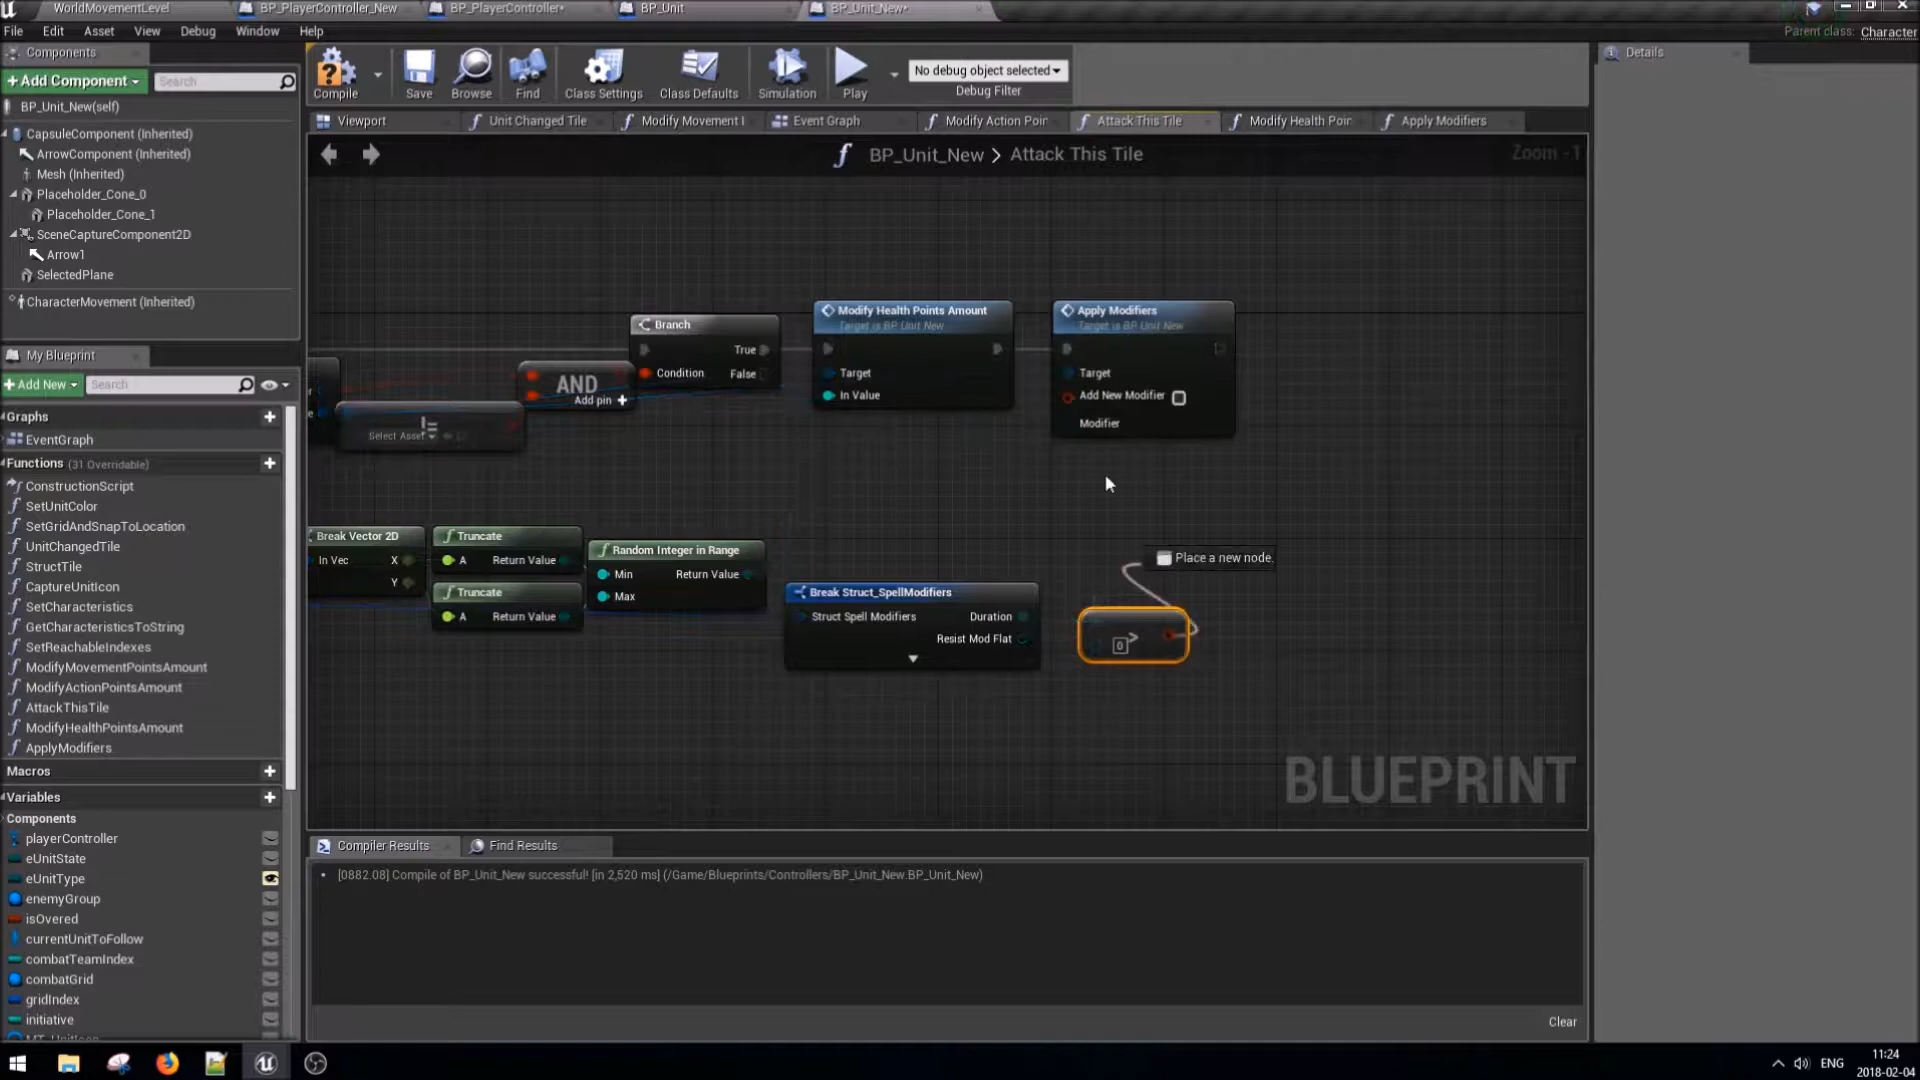 WorldMovementLevel
BP_PlayerController_New
BP_PlayerController*
BP_Unit
BP_Unit_New*
File
Edit
Asset
View
Debug
Window
Help
Parent class: Character
Components
+ Add Component
Search
BP_Unit_New(self)
CapsuleComponent (Inherited)
ArrowComponent (Inherited)
Mesh (Inherited)
Placeholder_Cone_0
Placeholder_Cone_1
SceneCaptureComponent2D
Arrow1
SelectedPlane
CharacterMovement (Inherited)
Compile
Save
Browse
Find
Class Settings
Class Defaults
Simulation
Play
No debug object selected
Debug Filter
Details
Viewport
Unit Changed Tile
Modify Movement I
Event Graph
Modify Action Poin
Attack This Tile
Modify Health Poin
Apply Modifiers
BP_Unit_New > Attack This Tile
Zoom -1
Branch
True
Condition
False
AND
Add pin +
!=
Select Asset
Modify Health Points Amount
Target is BP Unit New
Target
In Value
Apply Modifiers
Target is BP Unit New
Target
Add New Modifier
Modifier
Break Vector 2D
In Vec
X
Y
Truncate
A
Return Value
Truncate
A
Return Value
Random Integer in Range
Min
Return Value
Max
Break Struct_SpellModifiers
Struct Spell Modifiers
Duration
Resist Mod Flat
Place a new node.
0
>
BLUEPRINT
My Blueprint
+ Add New
Search
Graphs
EventGraph
Functions (31 Overridable)
ConstructionScript
SetUnitColor
SetGridAndSnapToLocation
UnitChangedTile
StructTile
CaptureUnitIcon
SetCharacteristics
GetCharacteristicsToString
SetReachableIndexes
ModifyMovementPointsAmount
ModifyActionPointsAmount
AttackThisTile
ModifyHealthPointsAmount
ApplyModifiers
Macros
Variables
Components
playerController
eUnitState
eUnitType
enemyGroup
isOvered
currentUnitToFollow
combatTeamIndex
combatGrid
gridIndex
initiative
Compiler Results
Find Results
[0882.08] Compile of BP_Unit_New successful! [in 2,520 ms] (/Game/Blueprints/Controllers/BP_Unit_New.BP_Unit_New)
Clear
ENG
11:24
2018-02-04